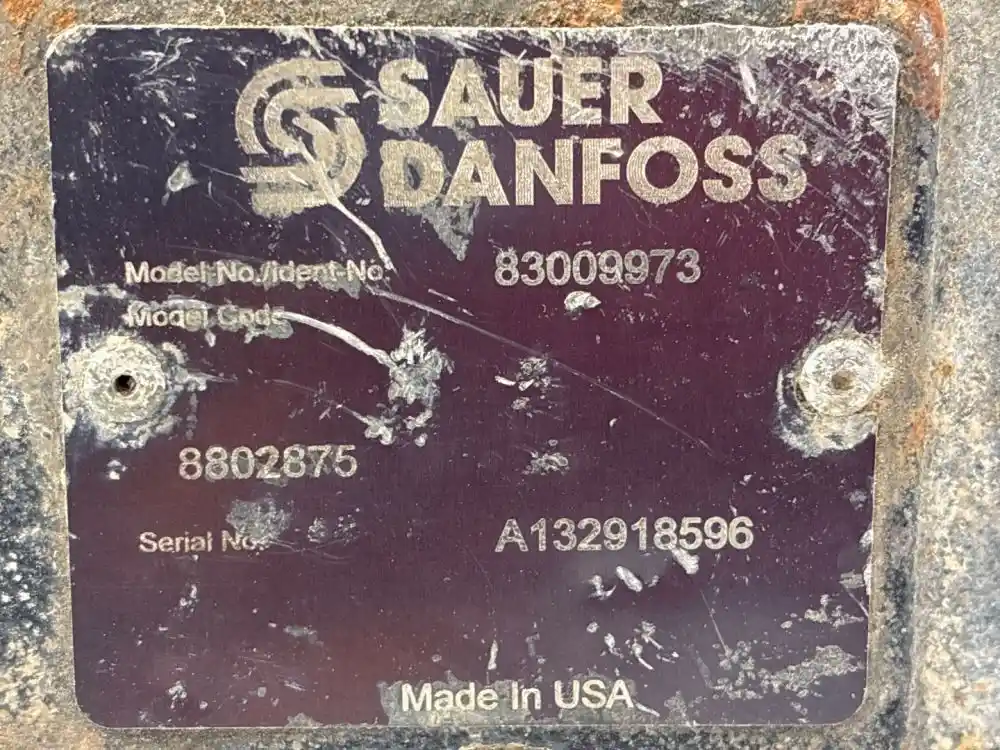 SAUER
DANFOSS
Model No./Ident No. 83009973
Model Code
8802875
Serial No. A132918596
Made In USA